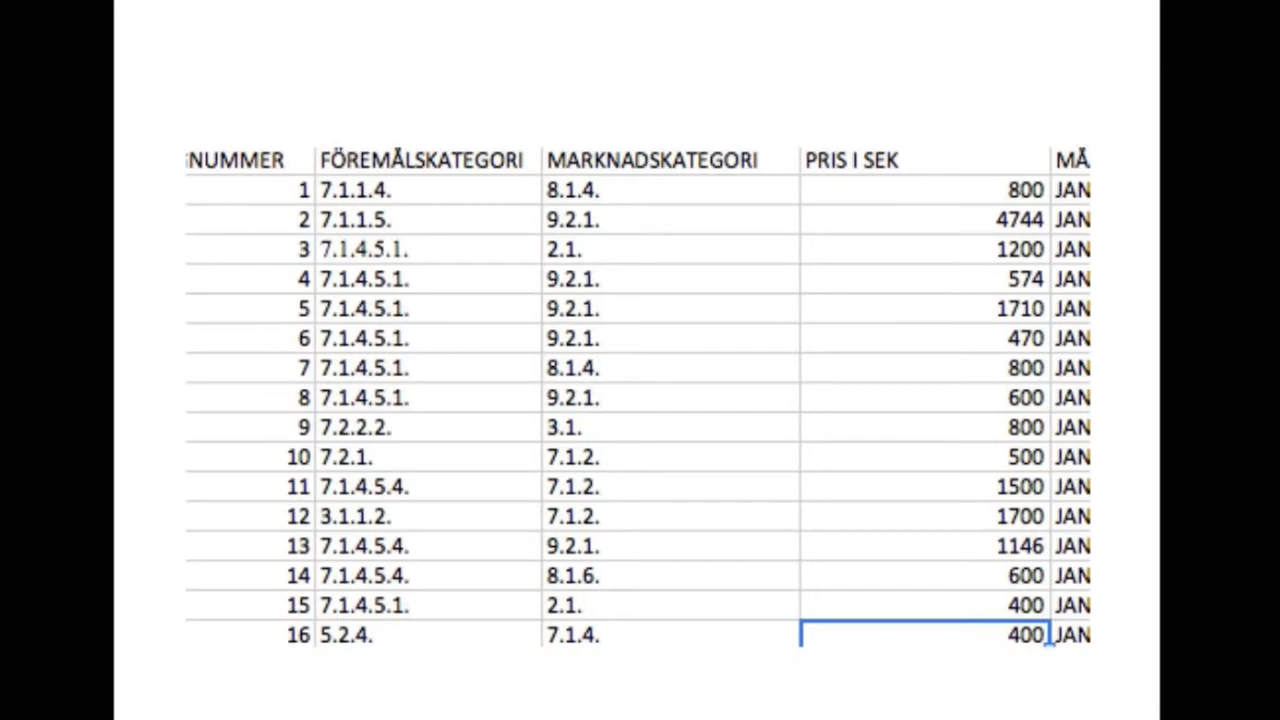 NUMMER FÖREMÅLSKATEGORI MARKNADSKATEGORI PRIS I SEK MÅ
1 7.1.1.4. 8.1.4. 800 JAN
2 7.1.1.5. 9.2.1. 4744 JAN
3 7.1.4.5.1. 2.1. 1200 JAN
4 7.1.4.5.1. 9.2.1. 574 JAN
5 7.1.4.5.1. 9.2.1. 1710 JAN
6 7.1.4.5.1. 9.2.1. 470 JAN
7 7.1.4.5.1. 8.1.4. 800 JAN
8 7.1.4.5.1. 9.2.1. 600 JAN
9 7.2.2.2. 3.1. 800 JAN
10 7.2.1. 7.1.2. 500 JAN
11 7.1.4.5.4. 7.1.2. 1500 JAN
12 3.1.1.2. 7.1.2. 1700 JAN
13 7.1.4.5.4. 9.2.1. 1146 JAN
14 7.1.4.5.4. 8.1.6. 600 JAN
15 7.1.4.5.1. 2.1. 400 JAN
16 5.2.4. 7.1.4. 400 JAN